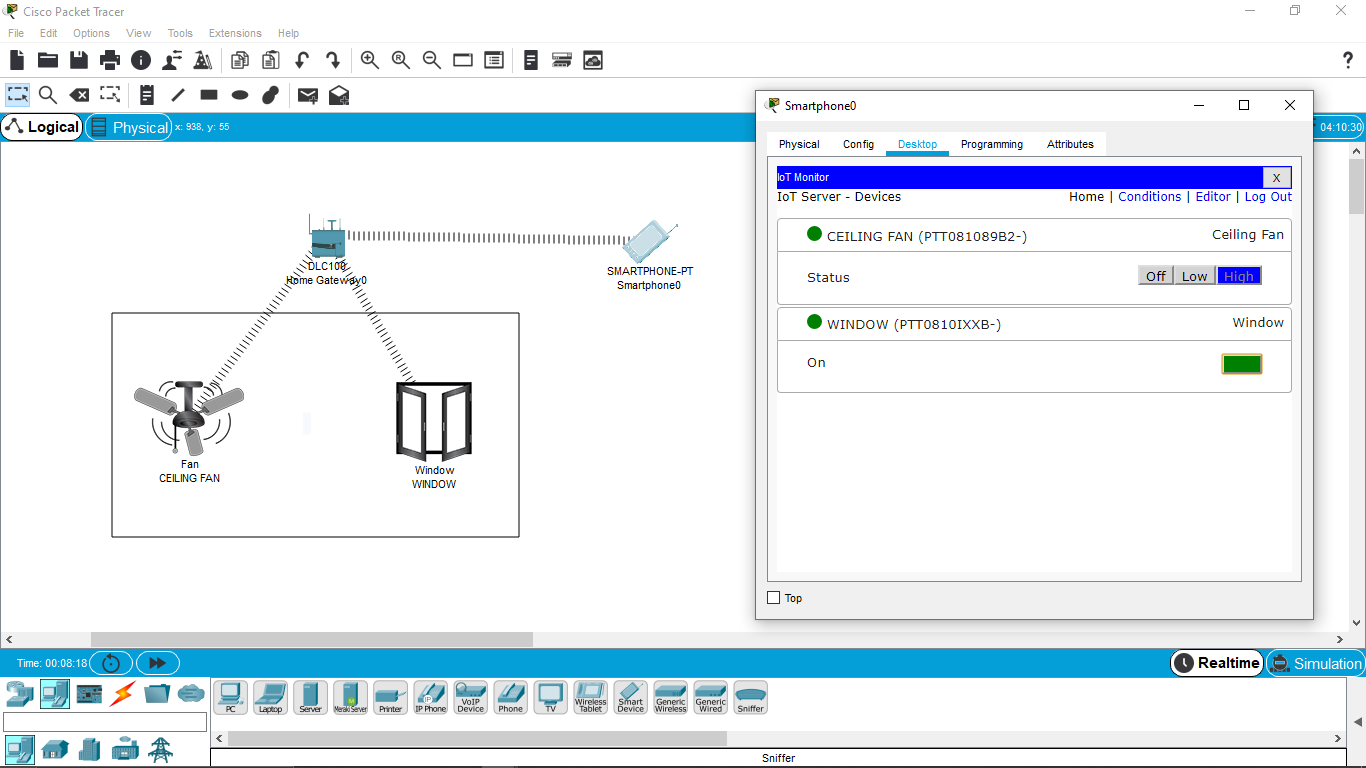 Cisco Packet Tracer
File Edit Options View Tools Extensions Help
R
?
Logical Physical x: 938, y: 55
04:10:30
Smartphone0
Physical Config Desktop Programming Attributes
IoT Monitor X
IoT Server - Devices Home | Conditions | Editor | Log Out
CEILING FAN (PTT081089B2-) Ceiling Fan
Status Off Low High
WINDOW (PTT0810IXXB-) Window
On
Top
DLC100
Home Gateway0
SMARTPHONE-PT
Smartphone0
Fan
CEILING FAN
Window
WINDOW
Time: 00:08:18
Realtime Simulation
PC Laptop Server Meraki Server Printer IP Phone VoIP Device Phone TV Wireless Tablet Smart Device Generic Wireless Generic Wired Sniffer
Sniffer